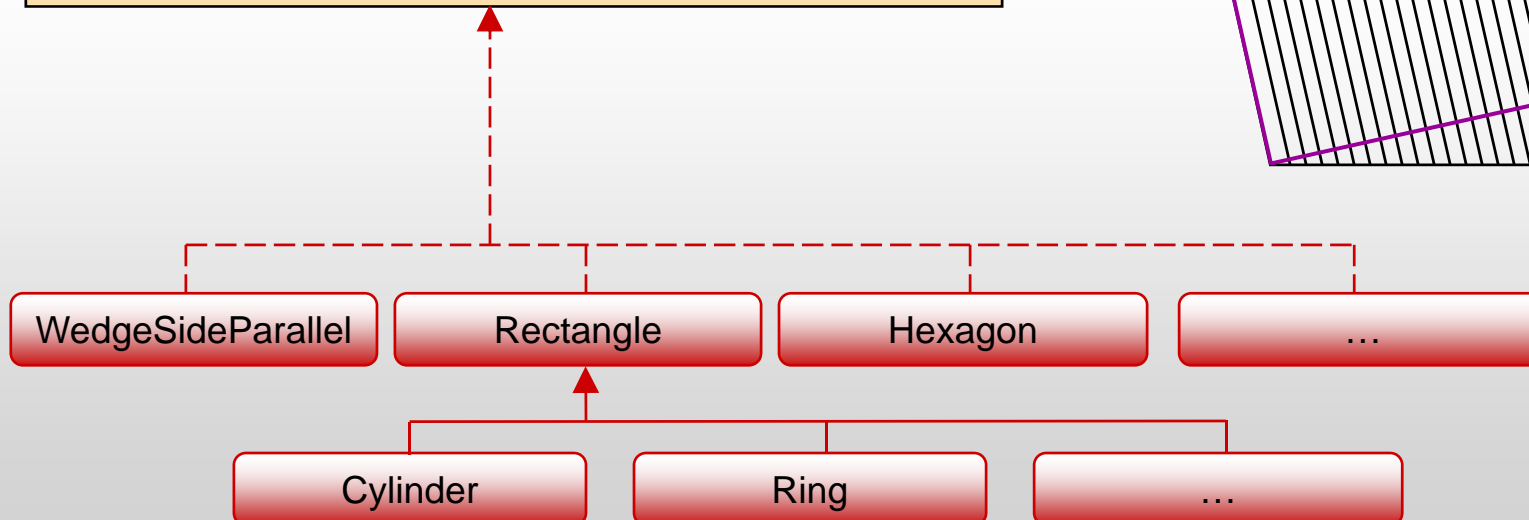 WedgeSideParallel
Rectangle
Hexagon
…
Cylinder
Ring
…